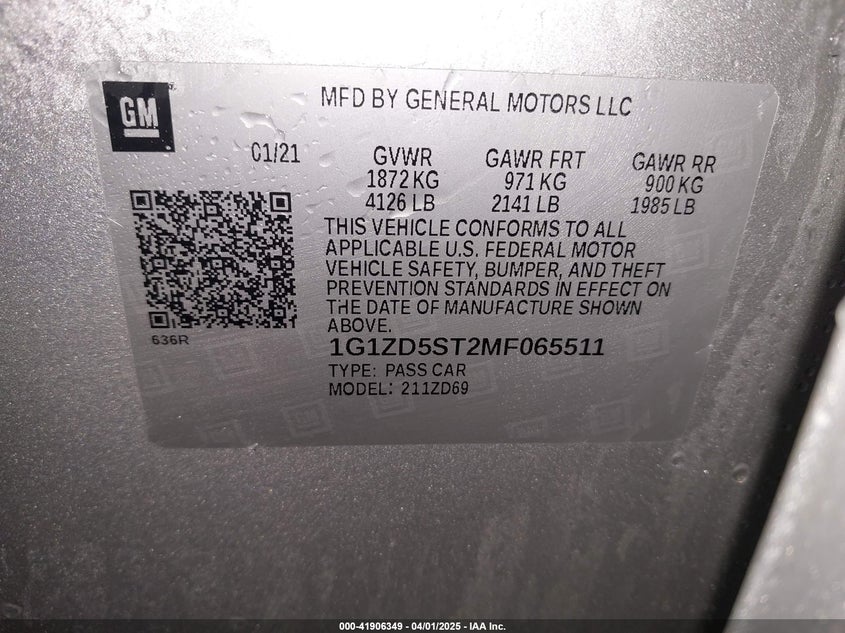 GM
MFD BY GENERAL MOTORS LLC
01/21 GVWR GAWR FRT GAWR RR
1872 KG 971 KG 900 KG
4126 LB 2141 LB 1985 LB
THIS VEHICLE CONFORMS TO ALL
APPLICABLE U.S. FEDERAL MOTOR
VEHICLE SAFETY, BUMPER, AND THEFT
PREVENTION STANDARDS IN EFFECT ON
THE DATE OF MANUFACTURE SHOWN
ABOVE.
636R
1G1ZD5ST2MF065511
TYPE: PASS CAR
MODEL: 211ZD69
000-41906349 - 04/01/2025 - IAA Inc.